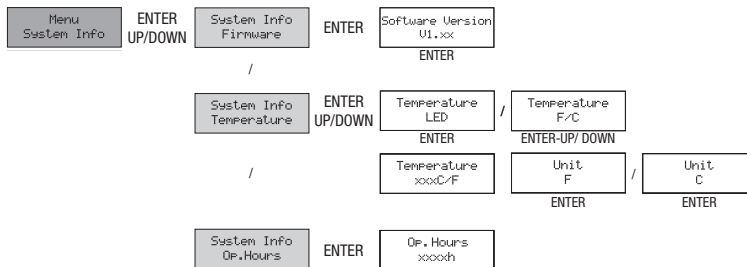 Menu
System Info
ENTER
UP/DOWN
System Info
Firmware
ENTER
Software Version
V1.xx
ENTER
/
System Info
Temperature
ENTER
UP/DOWN
Temperature
LED
ENTER
/
Temperature
F/C
ENTER-UP/ DOWN
/
Temperature
xxxC/F
Unit
F
ENTER
/
Unit
C
ENTER
System Info
Op.Hours
ENTER
Op.Hours
xxxxh